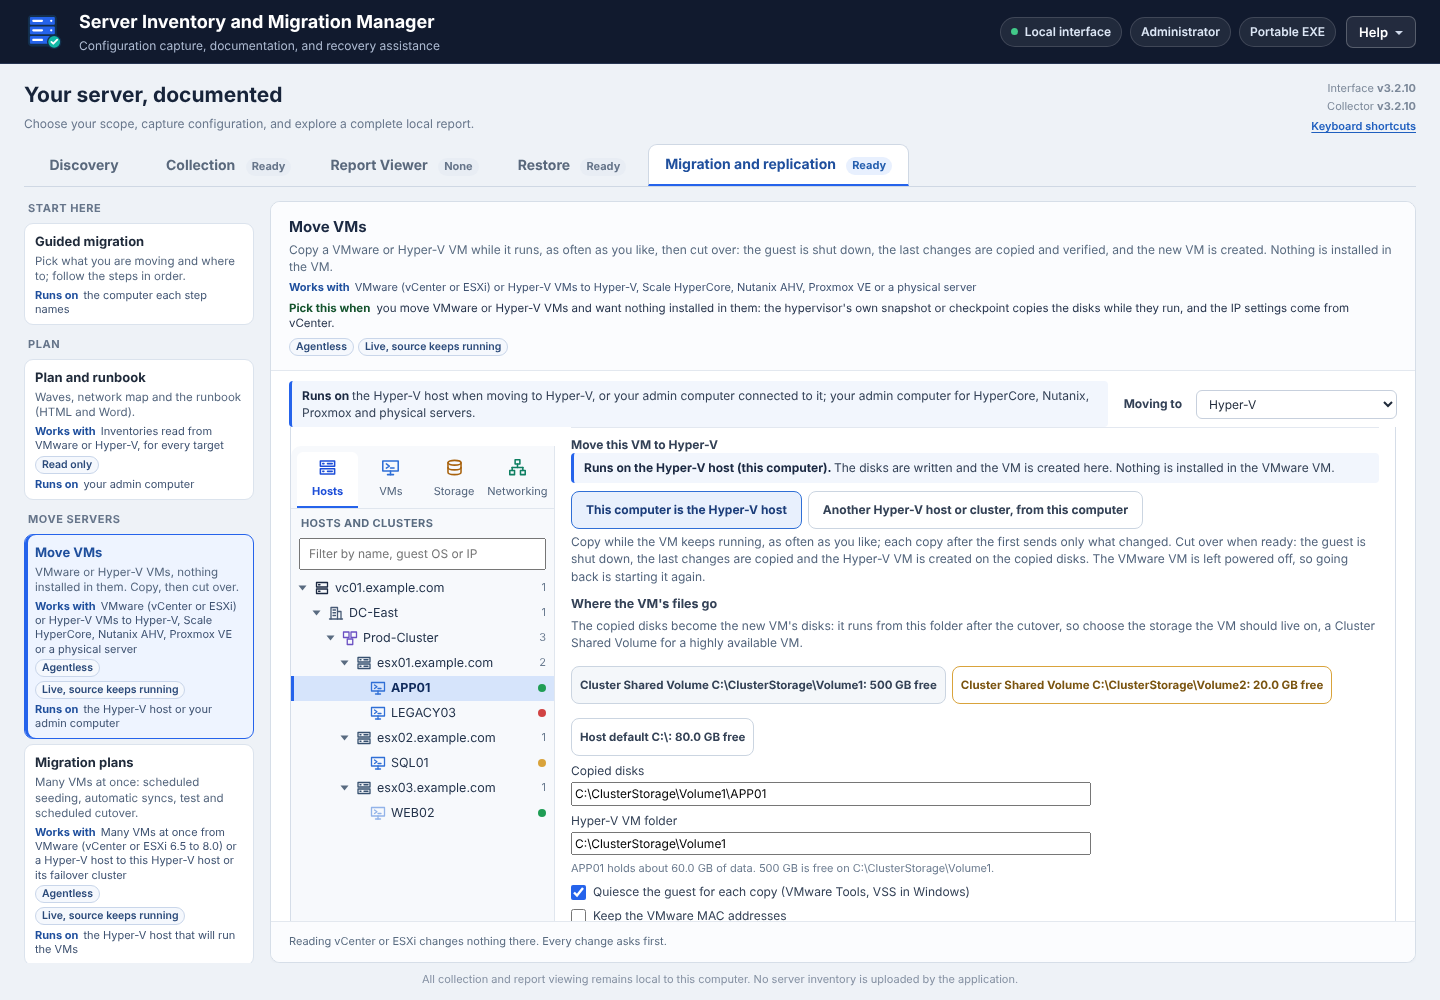 Server Inventory and Migration Manager
Configuration capture, documentation, and recovery assistance
Local interface
Administrator
Portable EXE
Help
Your server, documented
Choose your scope, capture configuration, and explore a complete local report.
Interface v3.2.10
Collector v3.2.10
Keyboard shortcuts
Discovery
Collection Ready
Report Viewer None
Restore Ready
Migration and replication Ready
START HERE
Guided migration
Pick what you are moving and where
to; follow the steps in order.
Runs on the computer each step
names
PLAN
Plan and runbook
Waves, network map and the runbook
(HTML and Word).
Works with Inventories read from
VMware or Hyper-V, for every target
Read only
Runs on your admin computer
MOVE SERVERS
Move VMs
VMware or Hyper-V VMs, nothing
installed in them. Copy, then cut over.
Works with VMware (vCenter or ESXi)
or Hyper-V VMs to Hyper-V, Scale
HyperCore, Nutanix AHV, Proxmox VE
or a physical server
Agentless
Live, source keeps running
Runs on the Hyper-V host or your
admin computer
Migration plans
Many VMs at once: scheduled
seeding, automatic syncs, test and
scheduled cutover.
Works with Many VMs at once from
VMware (vCenter or ESXi 6.5 to 8.0) or
a Hyper-V host to this Hyper-V host or
its failover cluster
Agentless
Live, source keeps running
Runs on the Hyper-V host that will run
the VMs
Move VMs
Copy a VMware or Hyper-V VM while it runs, as often as you like, then cut over: the guest is shut down, the last changes are copied and verified, and the new VM is created. Nothing is installed in
the VM.
Works with VMware (vCenter or ESXi) or Hyper-V VMs to Hyper-V, Scale HyperCore, Nutanix AHV, Proxmox VE or a physical server
Pick this when you move VMware or Hyper-V VMs and want nothing installed in them: the hypervisor's own snapshot or checkpoint copies the disks while they run, and the IP settings come from
vCenter.
Agentless
Live, source keeps running
Runs on the Hyper-V host when moving to Hyper-V, or your admin computer connected to it; your admin computer for HyperCore, Nutanix,
Proxmox and physical servers.
Moving to
Hyper-V
Hosts
VMs
Storage
Networking
HOSTS AND CLUSTERS
Filter by name, guest OS or IP
vc01.example.com 1
DC-East 1
Prod-Cluster 3
esx01.example.com 2
APP01
LEGACY03
esx02.example.com 1
SQL01
esx03.example.com 1
WEB02
Move this VM to Hyper-V
Runs on the Hyper-V host (this computer). The disks are written and the VM is created here. Nothing is installed in the VMware VM.
This computer is the Hyper-V host
Another Hyper-V host or cluster, from this computer
Copy while the VM keeps running, as often as you like; each copy after the first sends only what changed. Cut over when ready: the guest is
shut down, the last changes are copied and the Hyper-V VM is created on the copied disks. The VMware VM is left powered off, so going
back is starting it again.
Where the VM's files go
The copied disks become the new VM's disks: it runs from this folder after the cutover, so choose the storage the VM should live on, a Cluster
Shared Volume for a highly available VM.
Cluster Shared Volume C:\ClusterStorage\Volume1: 500 GB free
Cluster Shared Volume C:\ClusterStorage\Volume2: 20.0 GB free
Host default C:\: 80.0 GB free
Copied disks
C:\ClusterStorage\Volume1\APP01
Hyper-V VM folder
C:\ClusterStorage\Volume1
APP01 holds about 60.0 GB of data. 500 GB is free on C:\ClusterStorage\Volume1.
Quiesce the guest for each copy (VMware Tools, VSS in Windows)
Keep the VMware MAC addresses
Reading vCenter or ESXi changes nothing there. Every change asks first.
All collection and report viewing remains local to this computer. No server inventory is uploaded by the application.